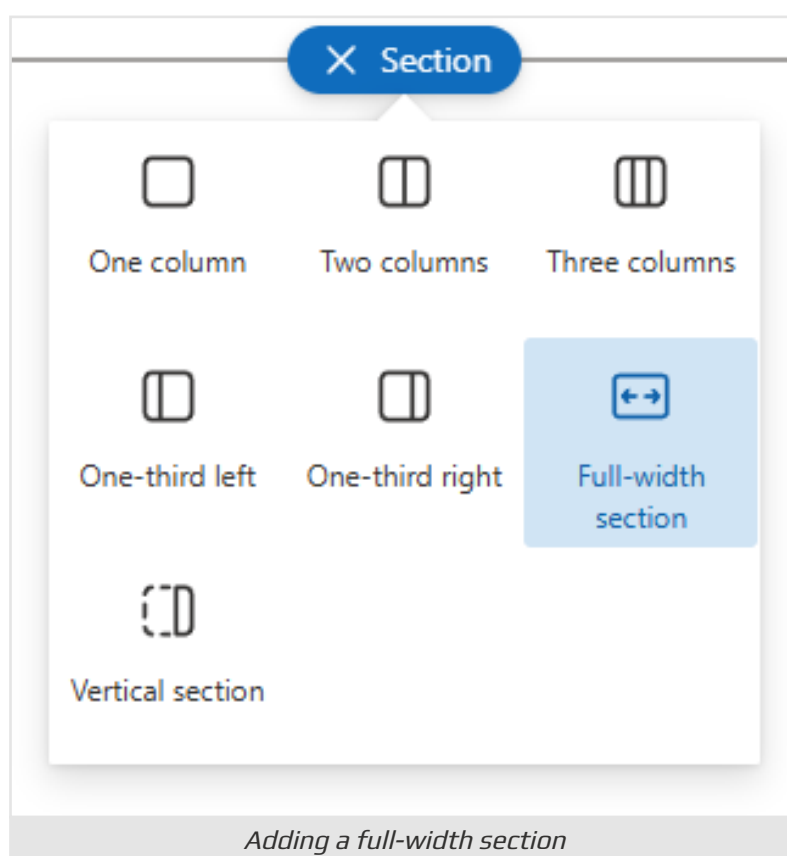 Section
One column
Two columns
Three columns
One-third left
One-third right
Full-width
section
Vertical section
Adding a full-width section